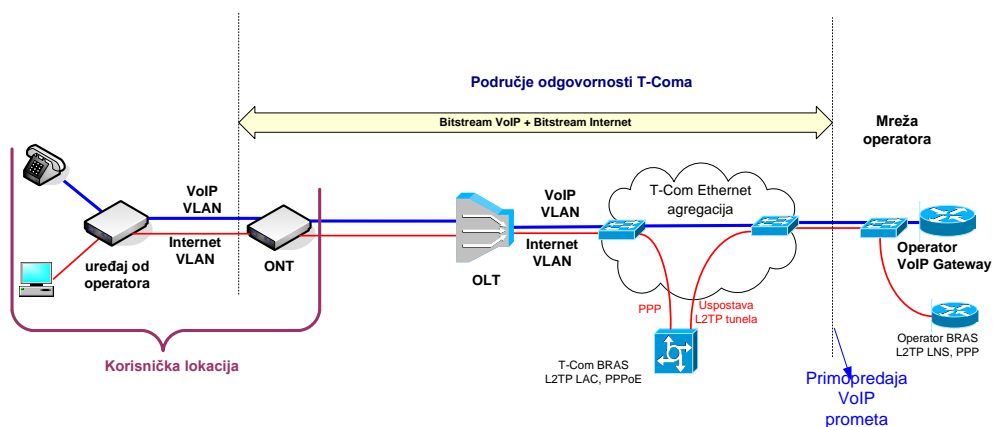 Područje odgovornosti T-Coma
Bitstream VoIP + Bitstream Internet
Mreža
operatora
VoIP
VLAN
Internet
VLAN
uređaj od
operatora
ONT
OLT
VoIP
VLAN
Internet
VLAN
T-Com Ethernet
agregacija
Operator
VoIP Gateway
PPP
Uspostava
L2TP tunela
T-Com BRAS
L2TP LAC, PPPoE
Operator BRAS
L2TP LNS, PPP
Korisnička lokacija
Primopredaja
VoIP
prometa